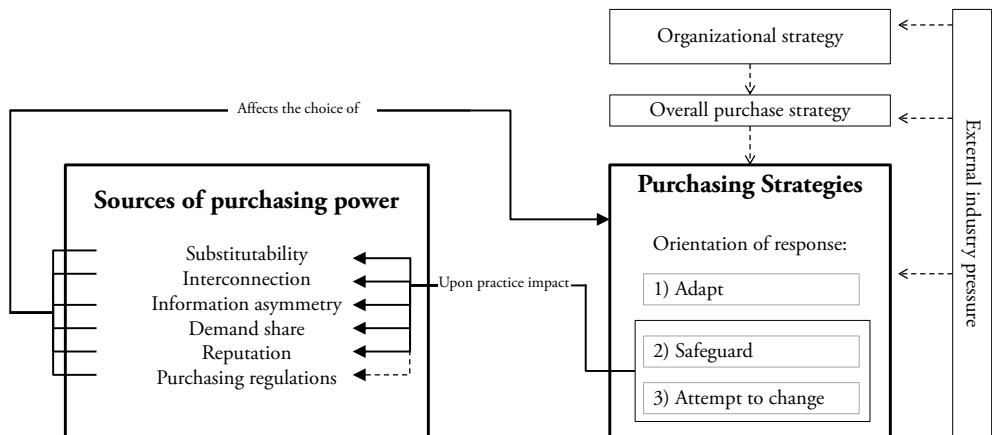 Organizational strategy
Affects the choice of
Overall purchase strategy
External industry pressure
Sources of purchasing power
Substitutability
Interconnection
Information asymmetry
Demand share
Reputation
Purchasing regulations
Upon practice impact
Purchasing Strategies
Orientation of response:
1) Adapt
2) Safeguard
3) Attempt to change